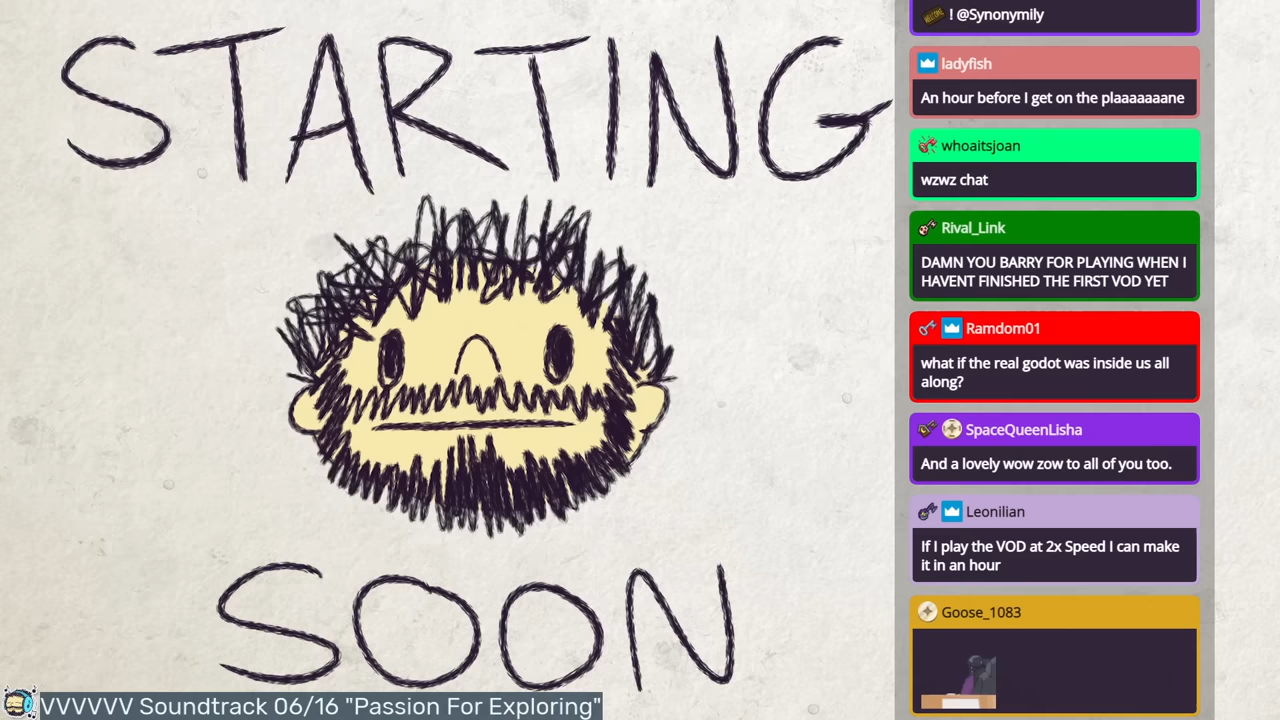 STARTING
SOON
VVVVVV Soundtrack 06/16 "Passion For Exploring"
! @Synonymily
ladyfish
An hour before I get on the plaaaaaaane
whoaitsjoan
wzwz chat
Rival_Link
DAMN YOU BARRY FOR PLAYING WHEN I
HAVENT FINISHED THE FIRST VOD YET
Ramdom01
what if the real godot was inside us all
along?
SpaceQueenLisha
And a lovely wow zow to all of you too.
Leonilian
If I play the VOD at 2x Speed I can make
it in an hour
Goose_1083